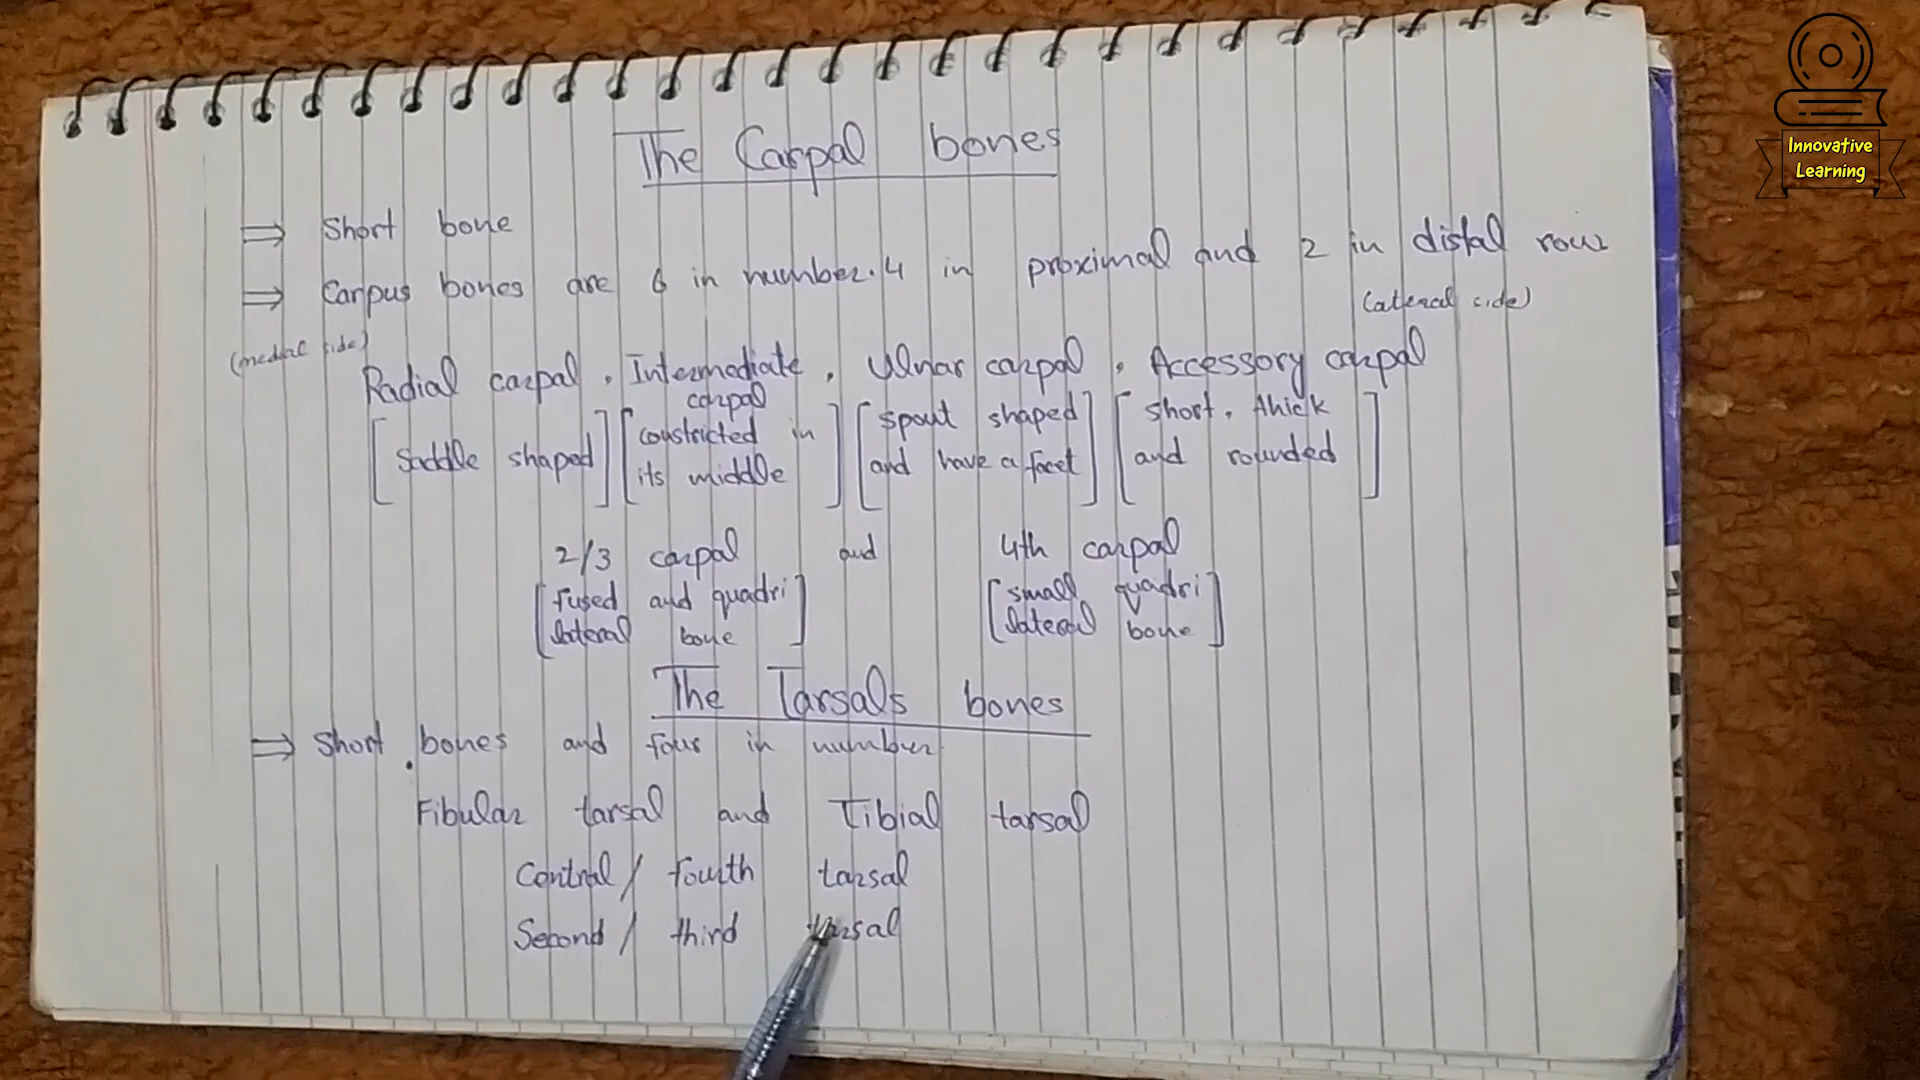 The Carpal bones
⇒ Short bone
⇒ Carpus bones are 6 in number. 4 in proximal and 2 in distal row
(medial side)
(lateral side)
Radial carpal, Intermediate carpal, Ulnar carpal, Accessory carpal
[Saddle shaped] [constricted in its middle] [spout shaped and have a facet] [short, thick and rounded]
2/3 carpal and 4th carpal
[fused and quadri lateral bone] [small quadri lateral bone]
The Tarsals bones
⇒ Short bones and four in number.
Fibular tarsal and Tibial tarsal
Central / fourth tarsal
Second / third tarsal
Innovative
Learning